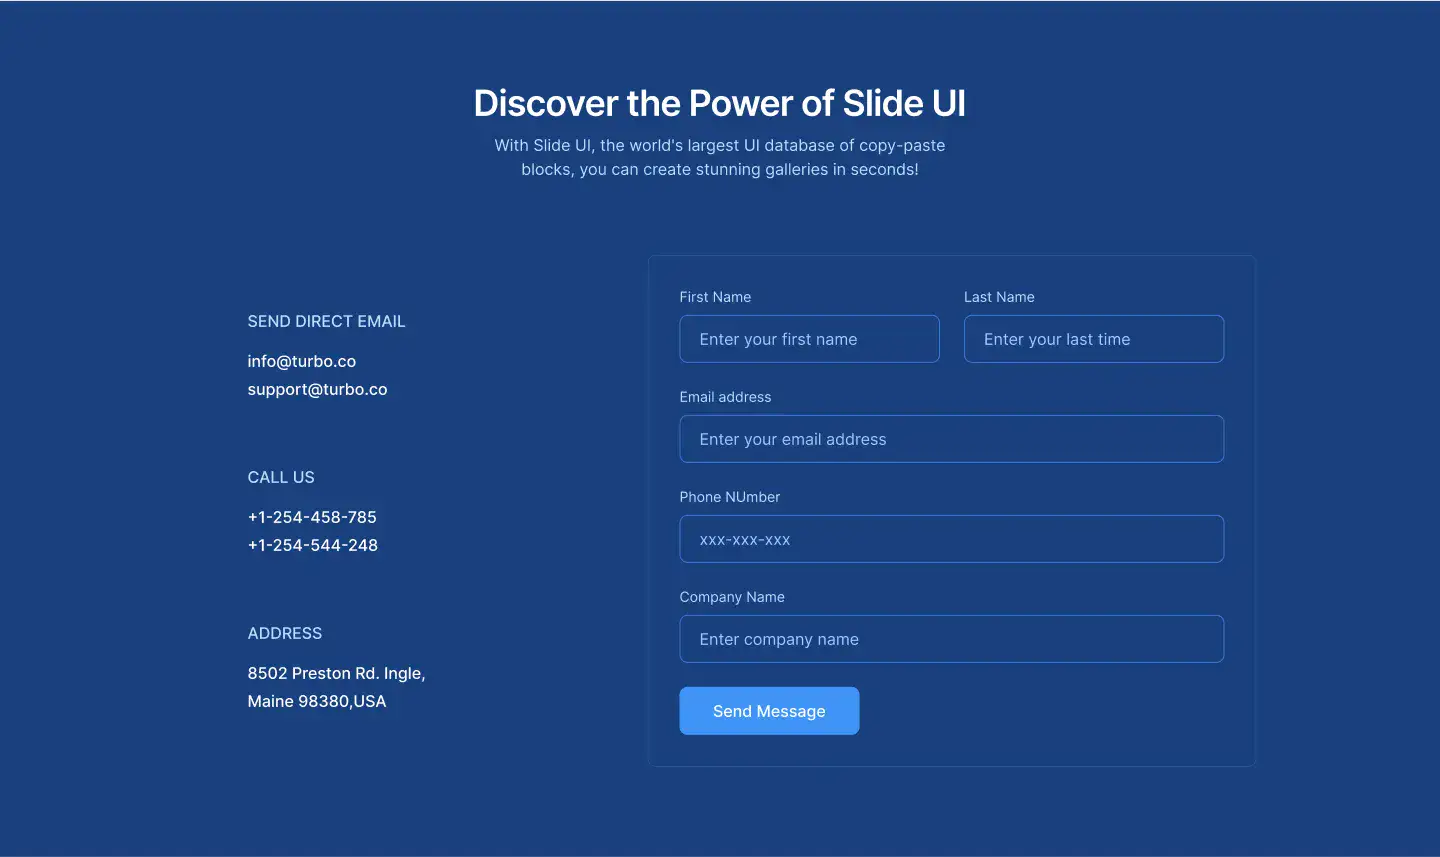 Discover the Power of Slide UI
With Slide UI, the world's largest UI database of copy-paste
blocks, you can create stunning galleries in seconds!
SEND DIRECT EMAIL
info@turbo.co
support@turbo.co
CALL US
+1-254-458-785
+1-254-544-248
ADDRESS
8502 Preston Rd. Ingle,
Maine 98380,USA
First Name
Enter your first name
Last Name
Enter your last time
Email address
Enter your email address
Phone NUmber
xxx-xxx-xxx
Company Name
Enter company name
Send Message